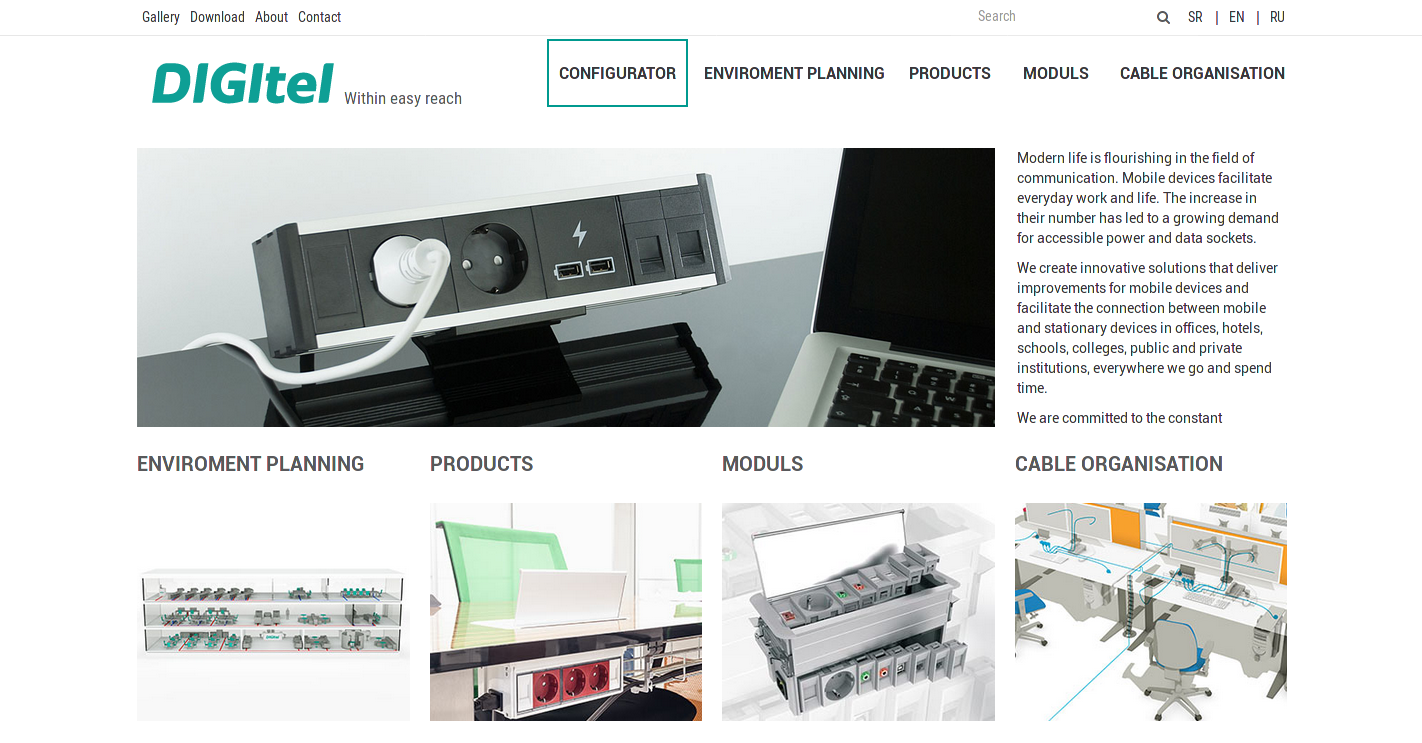 Gallery Download About Contact
Search
SR | EN | RU
DIGItel Within easy reach
CONFIGURATOR ENVIROMENT PLANNING PRODUCTS MODULS CABLE ORGANISATION
Modern life is flourishing in the field of
communication. Mobile devices facilitate
everyday work and life. The increase in
their number has led to a growing demand
for accessible power and data sockets.
We create innovative solutions that deliver
improvements for mobile devices and
facilitate the connection between mobile
and stationary devices in offices, hotels,
schools, colleges, public and private
institutions, everywhere we go and spend
time.
We are committed to the constant
ENVIROMENT PLANNING
PRODUCTS
MODULS
CABLE ORGANISATION
DIGItel